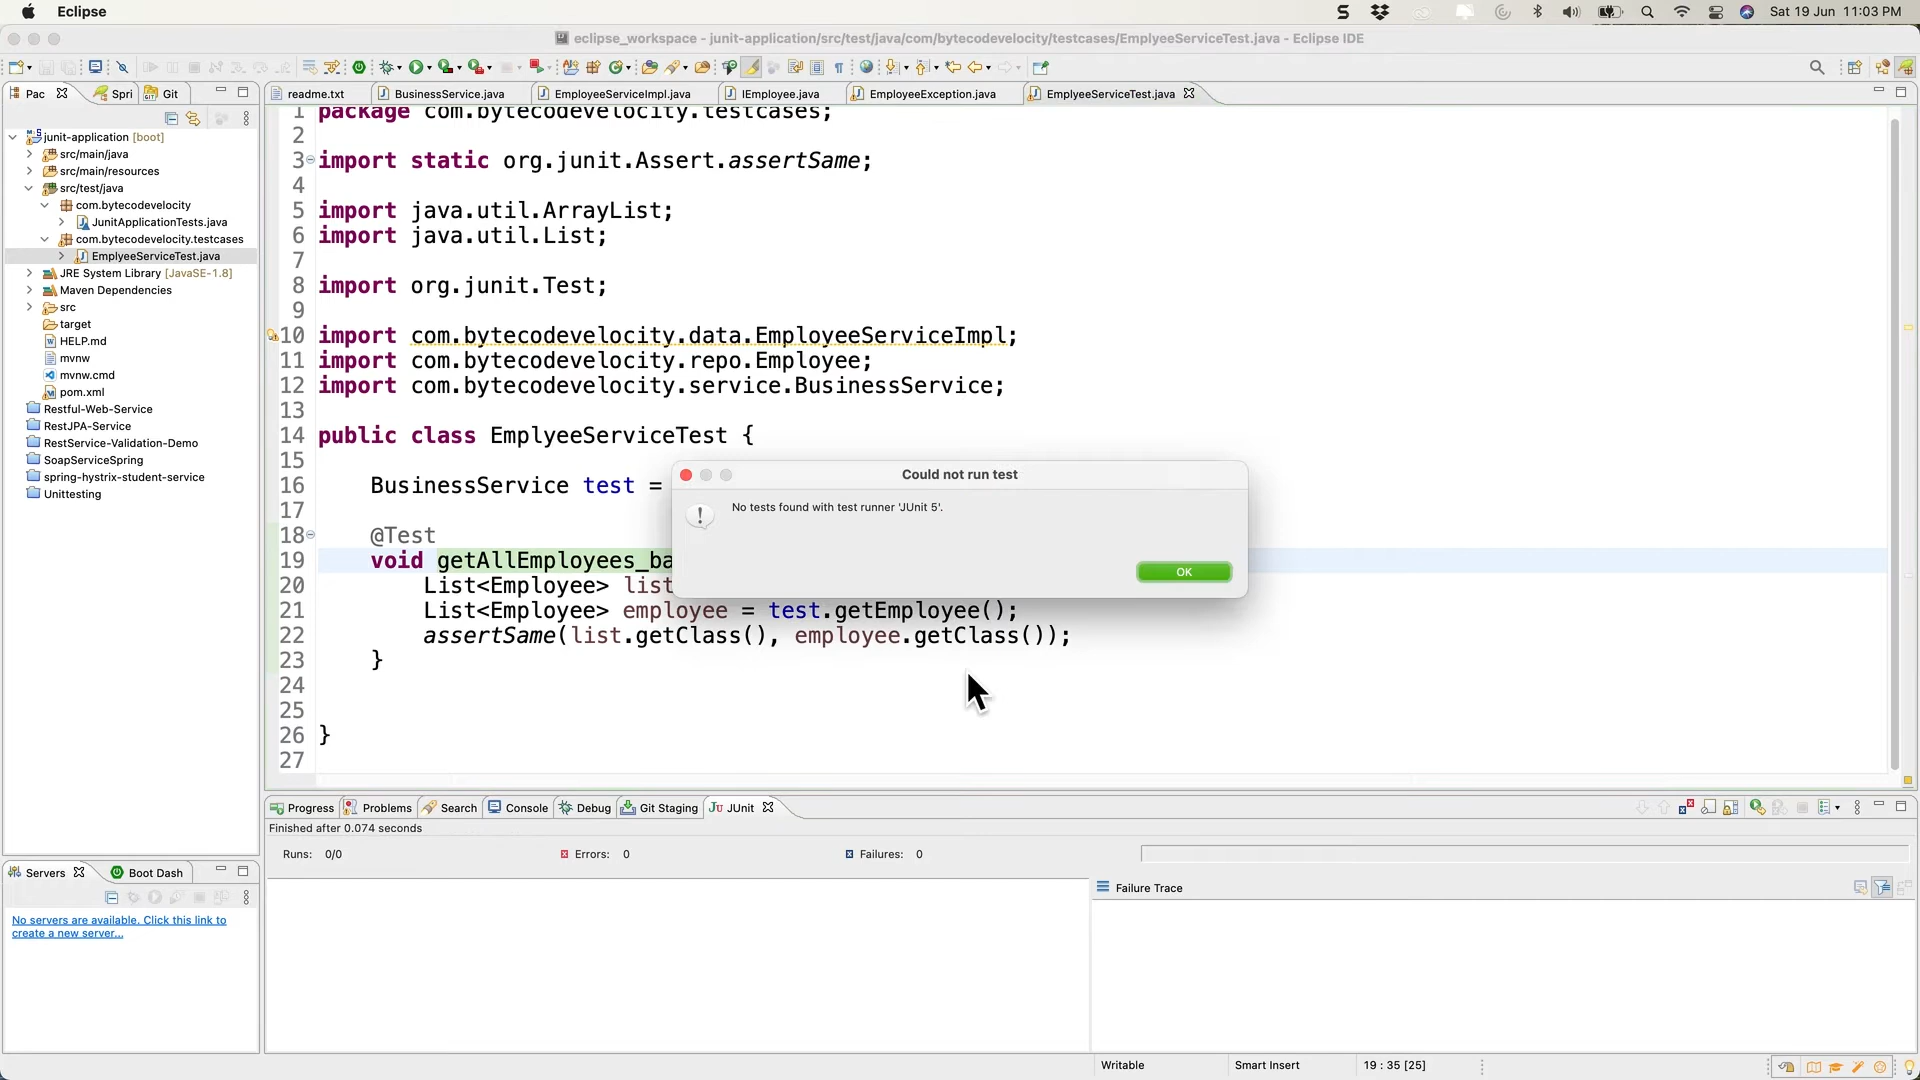 Eclipse
Sat 19 Jun 11:03 PM
eclipse_workspace - junit-application/src/test/java/com/bytecodevelocity/testcases/EmplyeeServiceTest.java - Eclipse IDE
Pac
Spri
Git
readme.txt
BusinessService.java
EmployeeServiceImpl.java
IEmployee.java
EmployeeException.java
EmplyeeServiceTest.java
junit-application [boot]
src/main/java
src/main/resources
src/test/java
com.bytecodevelocity
JunitApplicationTests.java
com.bytecodevelocity.testcases
EmplyeeServiceTest.java
JRE System Library [JavaSE-1.8]
Maven Dependencies
src
target
HELP.md
mvnw
mvnw.cmd
pom.xml
Restful-Web-Service
RestJPA-Service
RestService-Validation-Demo
SoapServiceSpring
spring-hystrix-student-service
Unittesting
1 package com.bytecodevelocity.testcases;
2
3 import static org.junit.Assert.assertSame;
4
5 import java.util.ArrayList;
6 import java.util.List;
7
8 import org.junit.Test;
9
10 import com.bytecodevelocity.data.EmployeeServiceImpl;
11 import com.bytecodevelocity.repo.Employee;
12 import com.bytecodevelocity.service.BusinessService;
13
14 public class EmplyeeServiceTest {
15
16 BusinessService test =
17
18 @Test
19 void getAllEmployees_ba
20 List<Employee> list
21 List<Employee> employee = test.getEmployee();
22 assertSame(list.getClass(), employee.getClass());
23 }
24
25
26 }
27
Could not run test
No tests found with test runner 'JUnit 5'.
OK
Progress
Problems
Search
Console
Debug
Git Staging
JU JUnit
Finished after 0.074 seconds
Runs: 0/0
Errors: 0
Failures: 0
Failure Trace
Servers
Boot Dash
No servers are available. Click this link to
create a new server...
Writable
Smart Insert
19 : 35 [25]